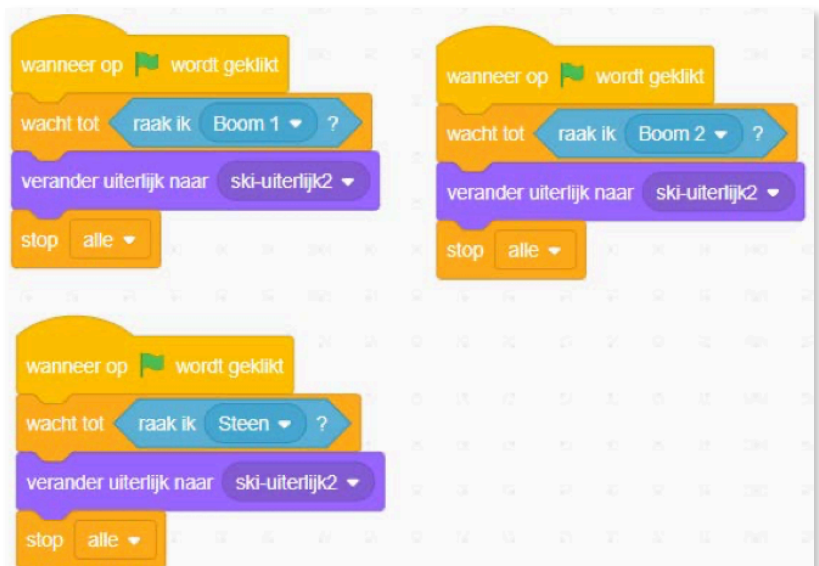 wanneer op wordt geklikt
wacht tot raak ik Boom 1 ?
verander uiterlijk naar ski-uiterlijk2
stop alle
wanneer op wordt geklikt
wacht tot raak ik Boom 2 ?
verander uiterlijk naar ski-uiterlijk2
stop alle
wanneer op wordt geklikt
wacht tot raak ik Steen ?
verander uiterlijk naar ski-uiterlijk2
stop alle